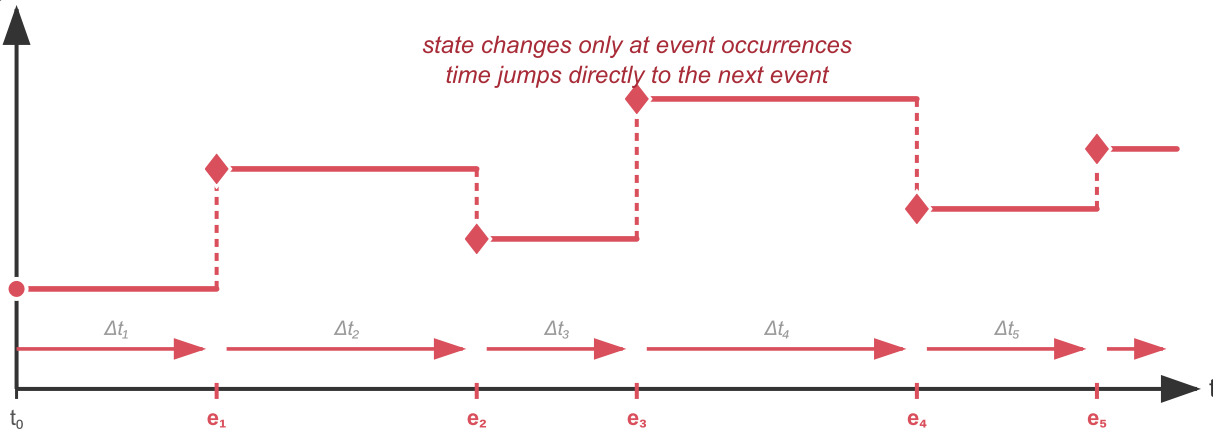 state changes only at event occurrences
time jumps directly to the next event
Δt₁ Δt₂ Δt₃ Δt₄ Δt₅
t
t₀ e₁ e₂ e₃ e₄ e₅